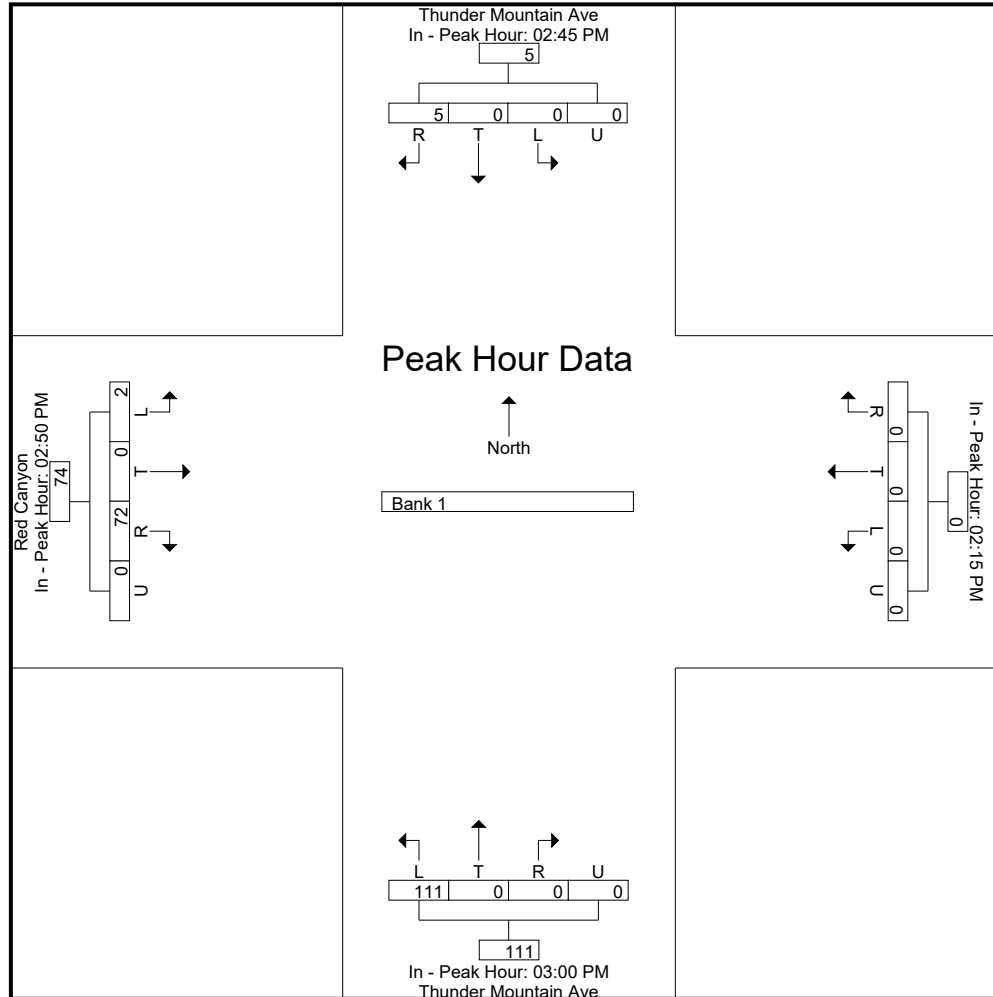 Thunder Mountain Ave
In - Peak Hour: 02:45 PM
5
5 0 0 0
R T L U
Peak Hour Data
North
Bank 1
Red Canyon
In - Peak Hour: 02:50 PM
74
2 0 72 0
L T R U
In - Peak Hour: 02:15 PM
0
0 0 0 0
R T L U
L T R U
111 0 0 0
111
In - Peak Hour: 03:00 PM
Thunder Mountain Ave